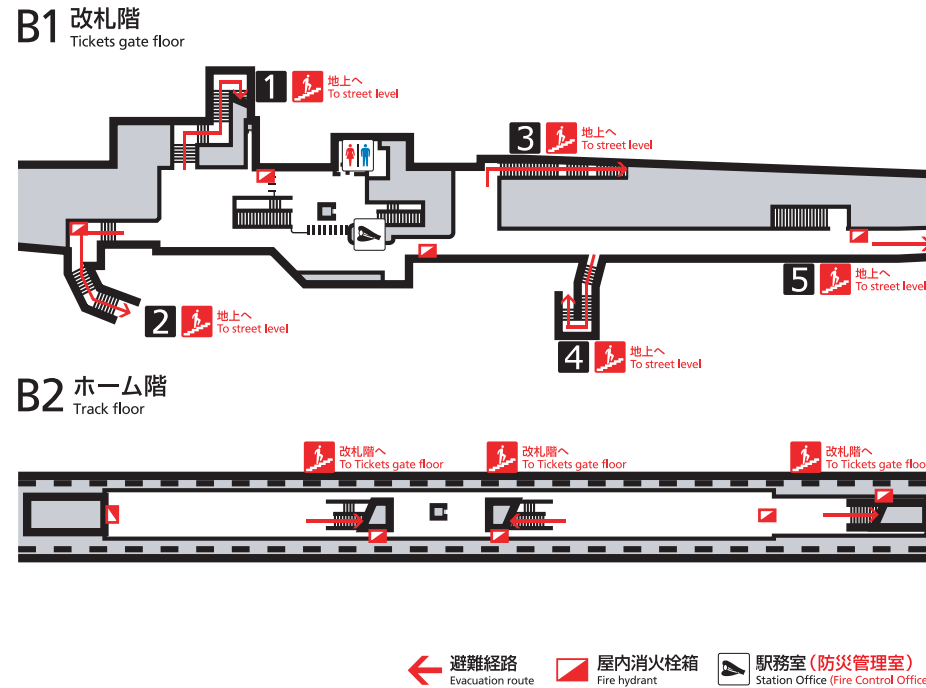 B1 改札階
Tickets gate floor
1 地上へ
To street level
3 地上へ
To street level
2 地上へ
To street level
5 地上へ
To street level
4 地上へ
To street level
B2 ホーム階
Track floor
改札階へ
To Tickets gate floor
改札階へ
To Tickets gate floor
改札階へ
To Tickets gate floo
避難経路
Evacuation route
屋内消火栓箱
Fire hydrant
駅務室(防災管理室)
Station Office (Fire Control Office